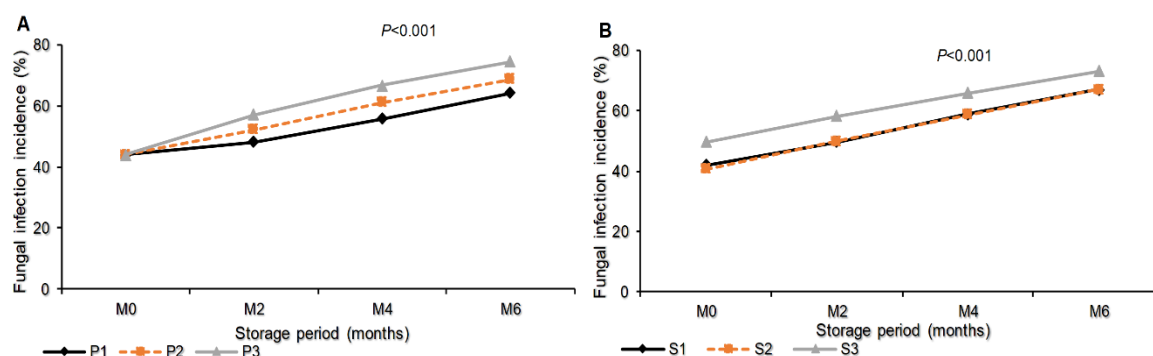 A
P<0.001
Fungal infection incidence (%)
80
60
40
20
0
M0 M2 M4 M6
Storage period (months)
P1 P2 P3
B
P<0.001
Fungal infection incidence (%)
80
60
40
20
0
M0 M2 M4 M6
Storage period (months)
S1 S2 S3